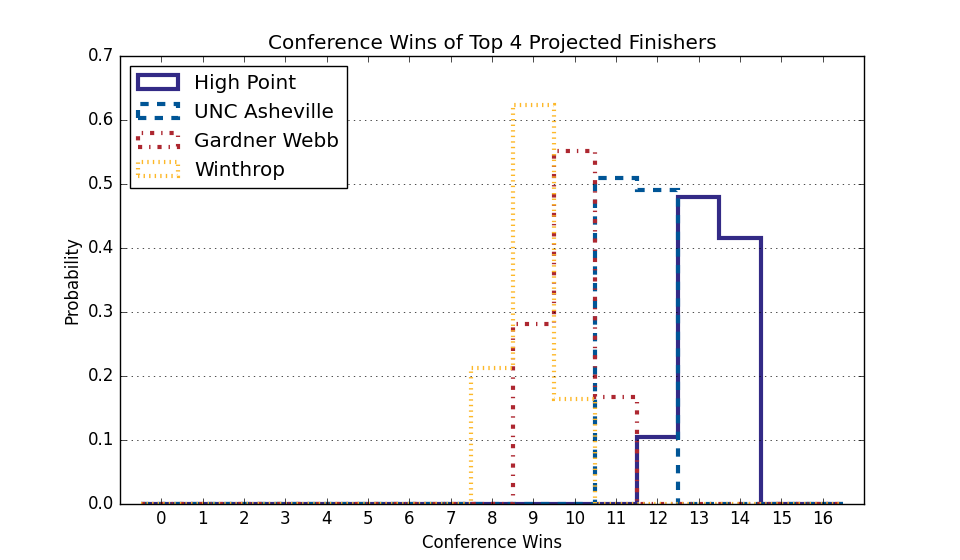 Conference Wins of Top 4 Projected Finishers
0.7
0.6
0.5
0.4
0.3
0.2
0.1
0.0
Probability
High Point
UNC Asheville
Gardner Webb
Winthrop
0 1 2 3 4 5 6 7 8 9 10 11 12 13 14 15 16
Conference Wins